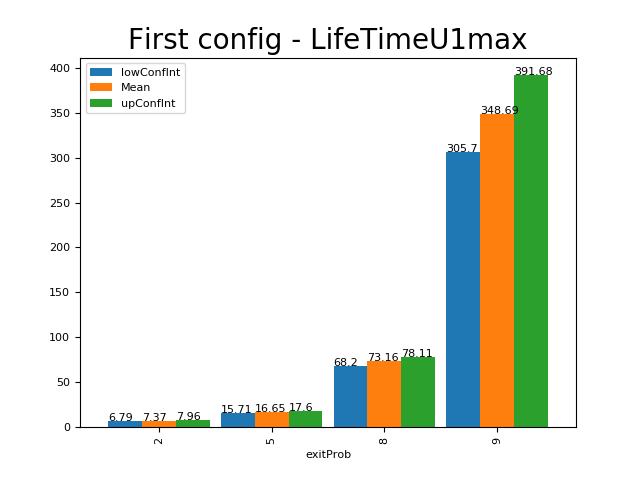 First config - LifeTimeU1max
400
350
300
250
200
150
100
50
0
lowConfInt
Mean
upConfInt
6.79 7.37 7.96
15.71 16.65 17.6
68.2 73.16 78.11
305.7 348.69 391.68
2 5 8 9
exitProb